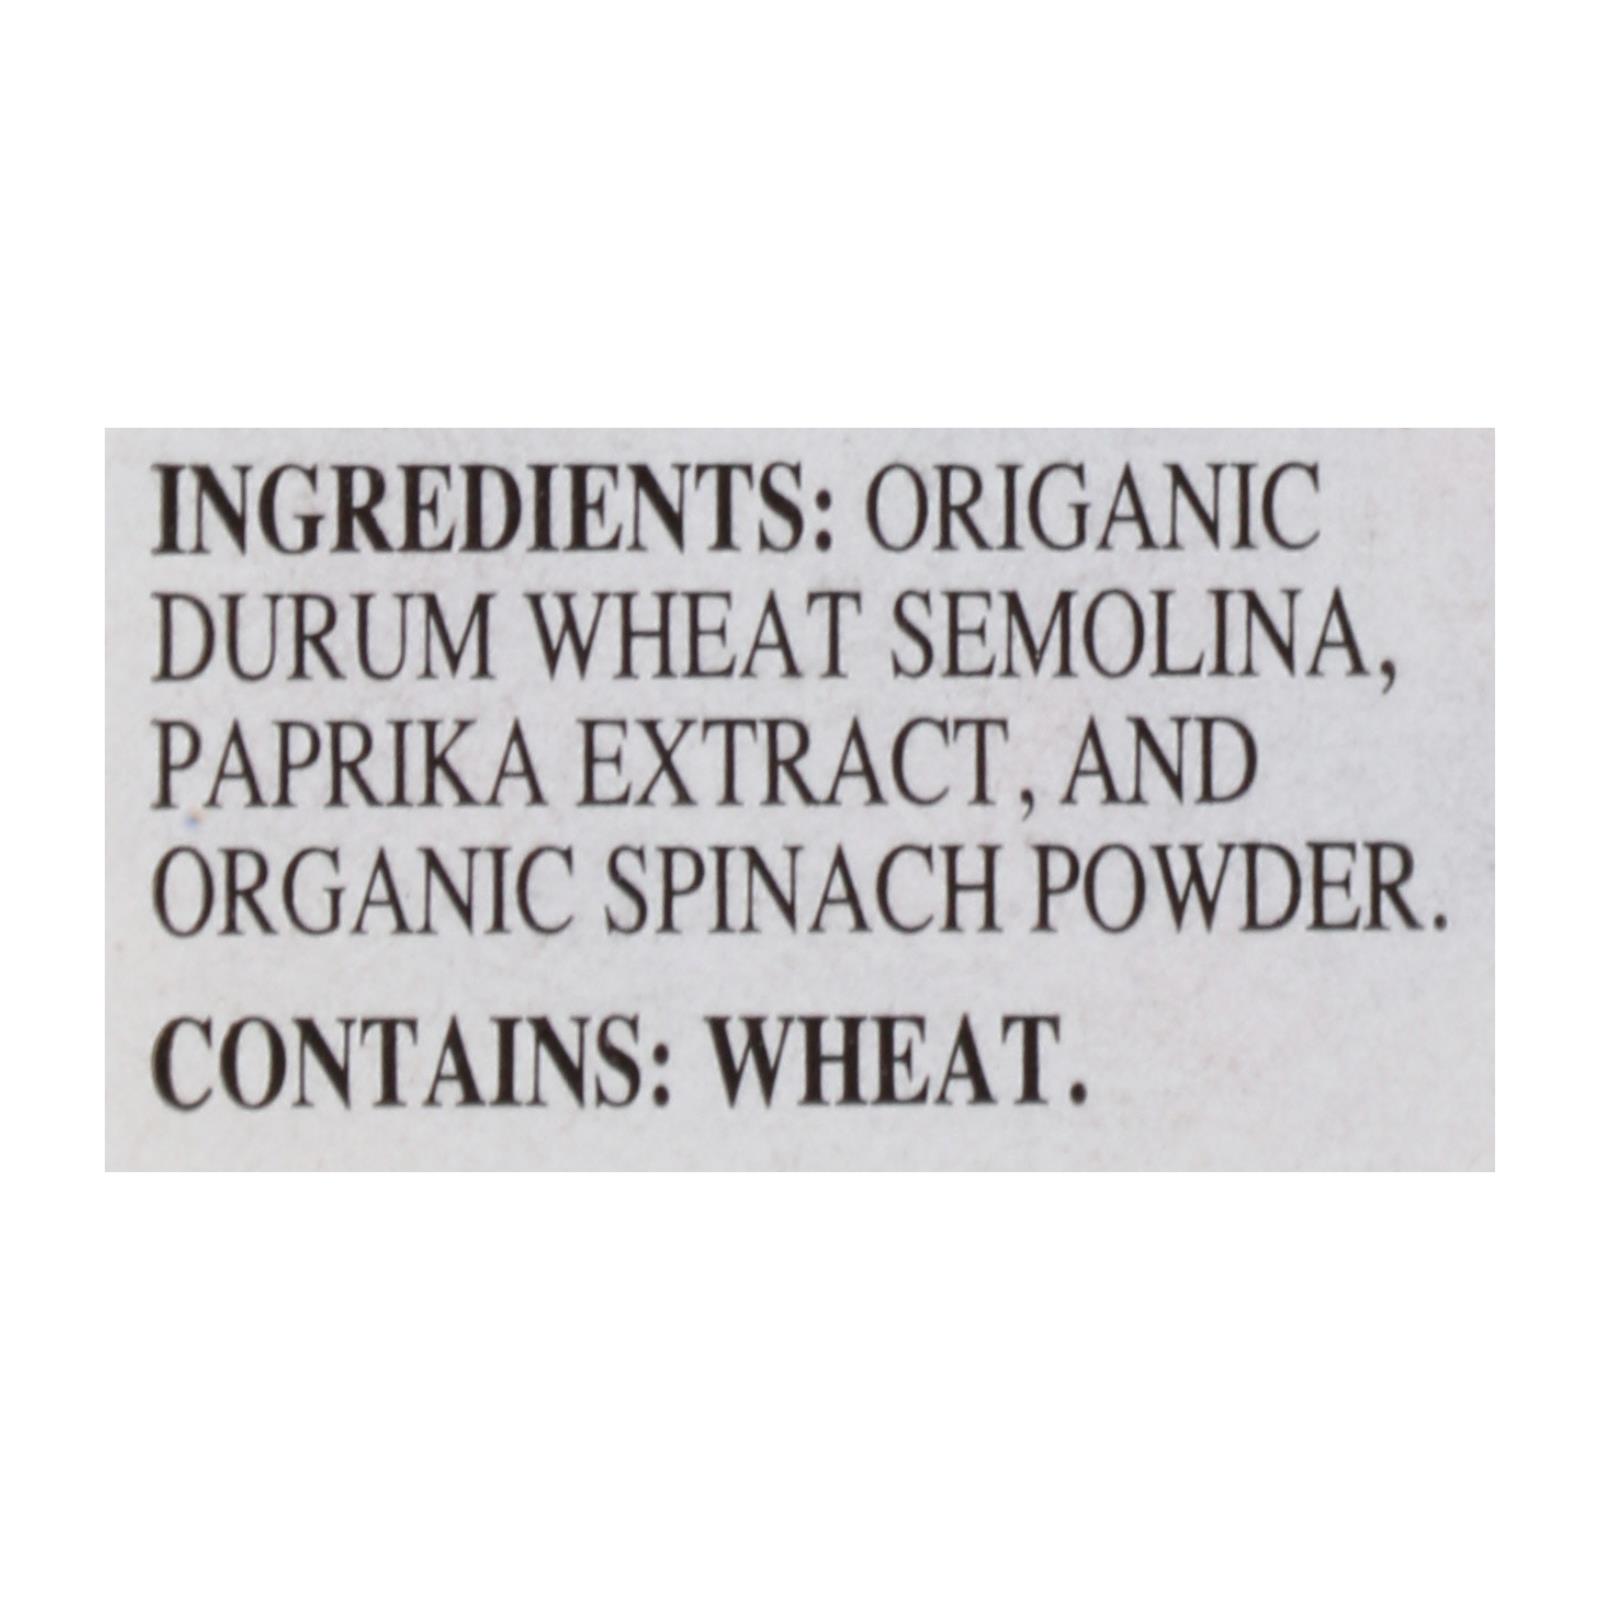 INGREDIENTS: ORIGANIC
DURUM WHEAT SEMOLINA,
PAPRIKA EXTRACT, AND
ORGANIC SPINACH POWDER.
CONTAINS: WHEAT.